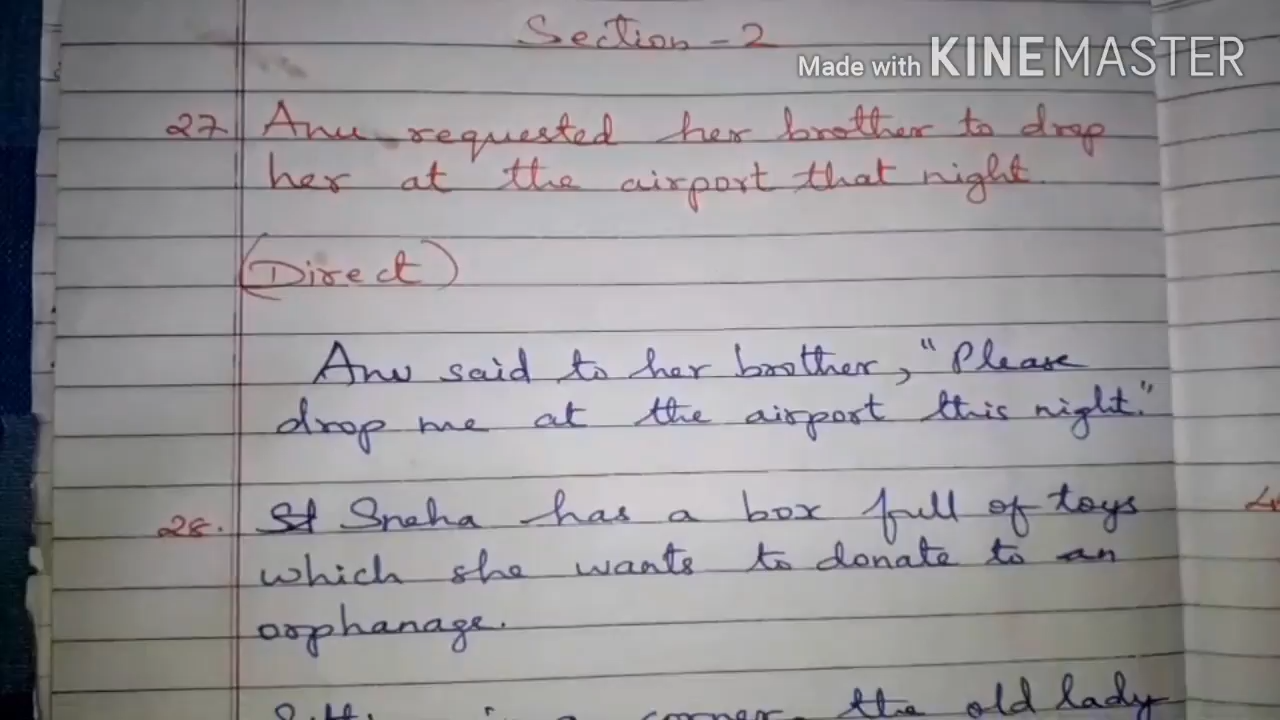 Section - 2
Made with KINEMASTER
27. Anu requested her brother to drop
her at the airport that night
(Direct)
Anu said to her brother, "Please
drop me at the airport this night."
28. Sneha has a box full of toys
which she wants to donate to an
orphanage.
in a corner, the old lady